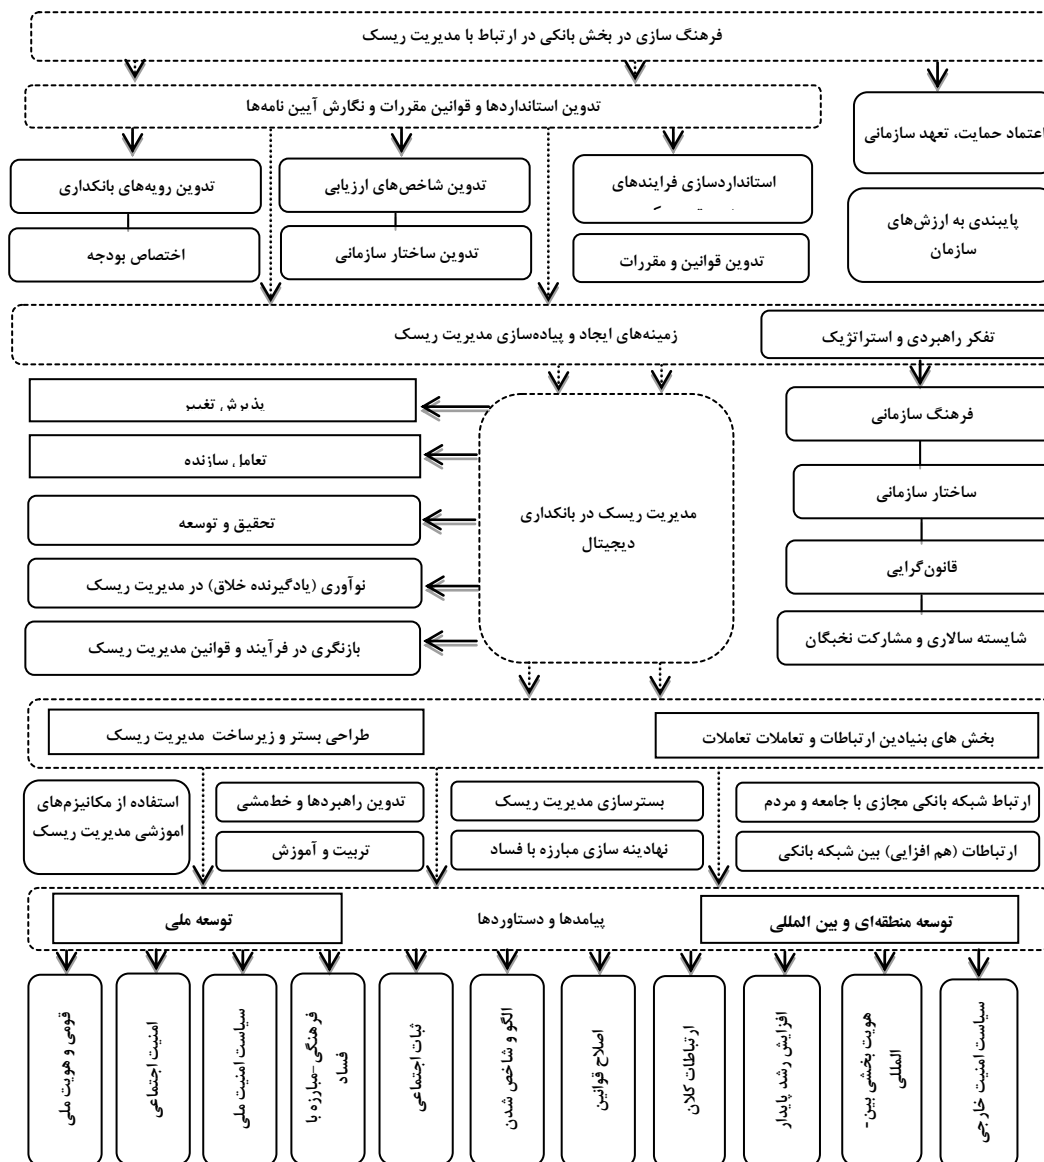 فرهنگ سازی در بخش بانکی در ارتباط با مدیریت ریسک
تدوین استانداردها و قوانین مقررات و نگارش آیین نامه‌ها
اعتماد حمایت، تعهد سازمانی
استانداردسازی فرایندهای
تدوین شاخص‌های ارزیابی
تدوین رویه‌های بانکداری
پایبندی به ارزش‌های
سازمان
تدوین قوانین و مقررات
تدوین ساختار سازمانی
اختصاص بودجه
تفکر راهبردی و استراتژیک
زمینه‌های ایجاد و پیاده‌سازی مدیریت ریسک
فرهنگ سازمانی
ساختار سازمانی
قانون‌گرایی
شایسته سالاری و مشارکت نخبگان
مدیریت ریسک در بانکداری
دیجیتال
پذیرش تغییر
تعامل سازنده
تحقیق و توسعه
نوآوری (یادگیرنده خلاق) در مدیریت ریسک
بازنگری در فرآیند و قوانین مدیریت ریسک
بخش های بنیادین ارتباطات و تعاملات تعاملات
طراحی بستر و زیرساخت مدیریت ریسک
ارتباط شبکه بانکی مجازی با جامعه و مردم
بسترسازی مدیریت ریسک
تدوین راهبردها و خط‌مشی
استفاده از مکانیزم‌های
اموزشی مدیریت ریسک
ارتباطات (هم افزایی) بین شبکه بانکی
نهادینه سازی مبارزه با فساد
تربیت و آموزش
توسعه منطقه‌ای و بین المللی
پیامدها و دستاوردها
توسعه ملی
سیاست امنیت خارجی
هویت بخشی بین-
المللی
افزایش رشد پایدار
ارتباطات کلان
اصلاح قوانین
الگو و شاخص شدن
ثبات اجتماعی
فرهنگی -مبارزه با
فساد
سیاست امنیت ملی
امنیت اجتماعی
قومی و هویت ملی